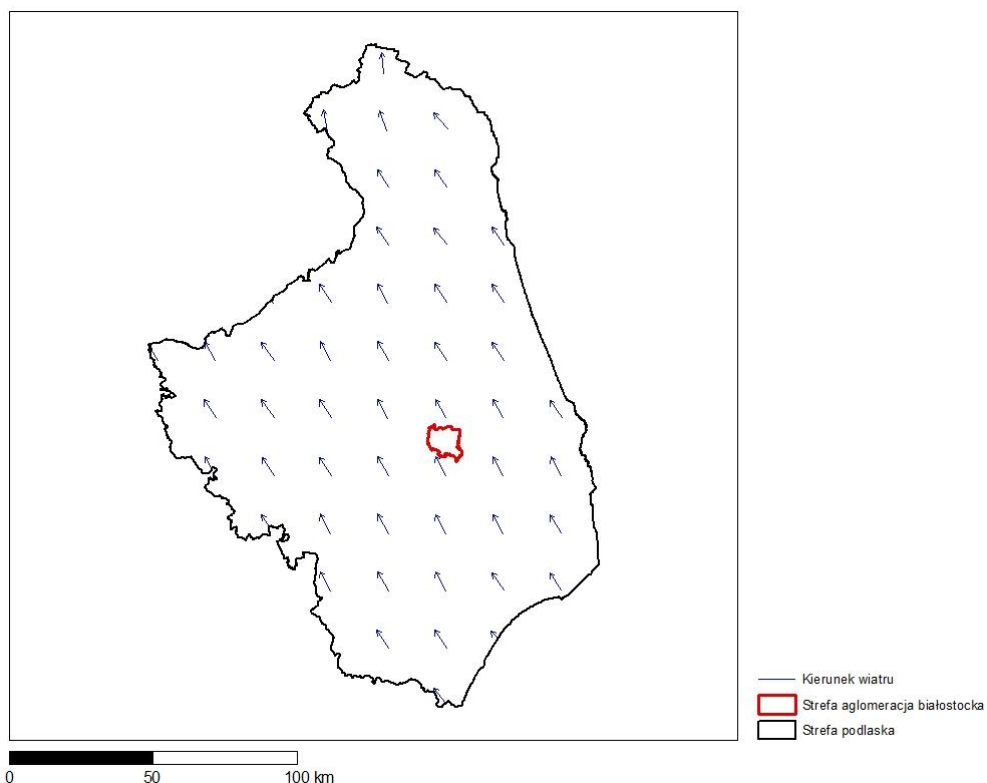 Kierunek wiatru
Strefa aglomeracja białostocka
Strefa podlaska
0 50 100 km